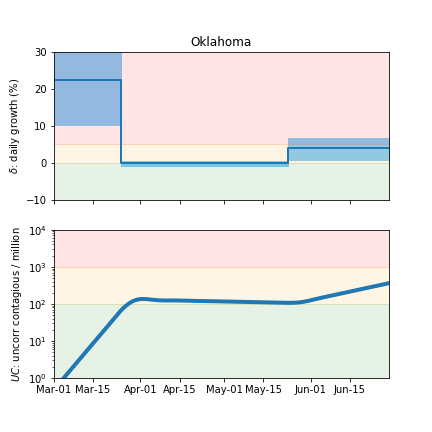 Oklahoma
δ: daily growth (%)
30
20
10
0
−10
UC: uncorr contagious / million
10⁴
10³
10²
10¹
10⁰
Mar-01 Mar-15 Apr-01 Apr-15 May-01 May-15 Jun-01 Jun-15